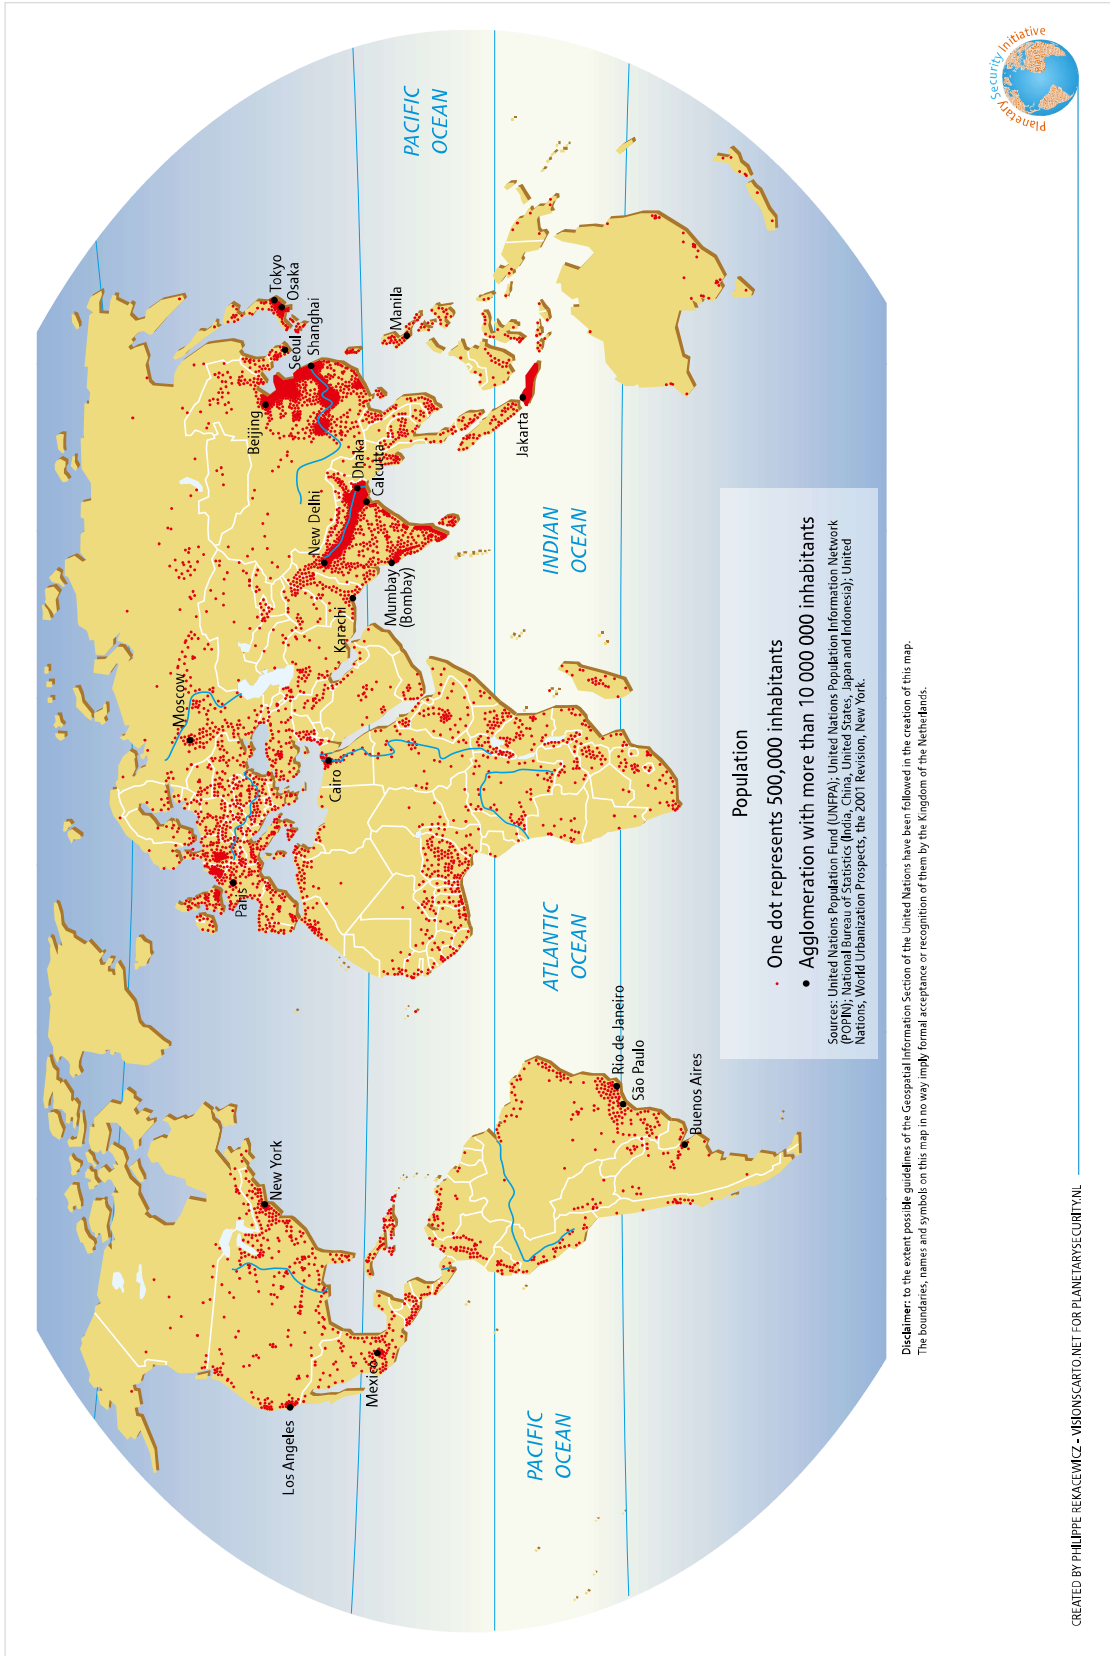 Planetary Security Initiative
PACIFIC
OCEAN
Tokyo
Osaka
Seoul
Shanghai
Beijing
Manila
Jakarta
Dhaka
Calcutta
New Delhi
Mumbay
(Bombay)
Karachi
INDIAN
OCEAN
Moscow
Cairo
Paris
ATLANTIC
OCEAN
Rio de Janeiro
São Paulo
Buenos Aires
New York
Mexico
Los Angeles
PACIFIC
OCEAN
Population
One dot represents 500,000 inhabitants
Agglomeration with more than 10 000 000 inhabitants
Sources: United Nations Population Fund (UNFPA); United Nations Population Information Network
(POPIN); National Bureau of Statistics (India, China, United States, Japan and Indonesia); United
Nations, World Urbanization Prospects, the 2001 Revision, New York.
Disclaimer: to the extent possible guidelines of the Geospatial Information Section of the United Nations have been followed in the creation of this map.
The boundaries, names and symbols on this map in no way imply formal acceptance or recognition of them by the Kingdom of the Netherlands.
CREATED BY PHILIPPE REKACEWICZ - VISIONSCARTO.NET FOR PLANETARYSECURITY.NL